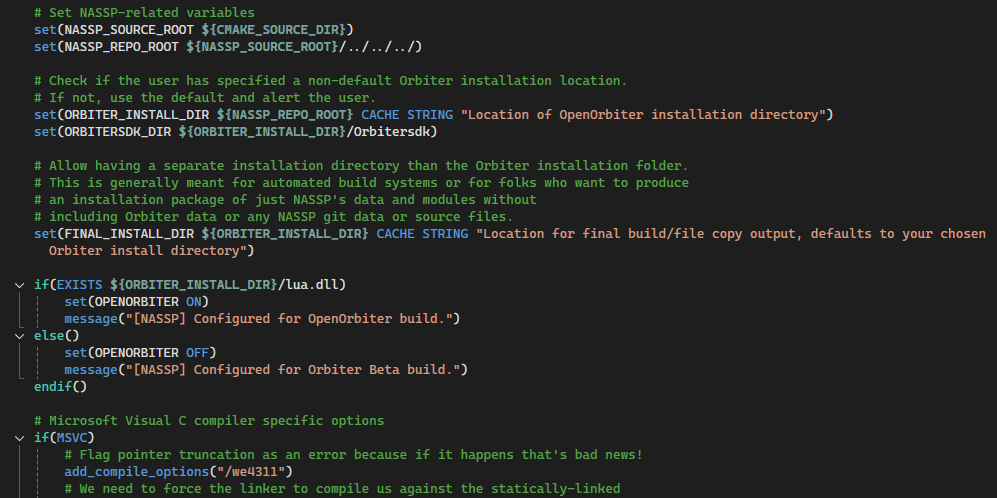 # Set NASSP-related variables
set(NASSP_SOURCE_ROOT ${CMAKE_SOURCE_DIR})
set(NASSP_REPO_ROOT ${NASSP_SOURCE_ROOT}/../../../)
# Check if the user has specified a non-default Orbiter installation location.
# If not, use the default and alert the user.
set(ORBITER_INSTALL_DIR ${NASSP_REPO_ROOT} CACHE STRING "Location of OpenOrbiter installation directory")
set(ORBITERSDK_DIR ${ORBITER_INSTALL_DIR}/Orbitersdk)
# Allow having a separate installation directory than the Orbiter installation folder.
# This is generally meant for automated build systems or for folks who want to produce
# an installation package of just NASSP's data and modules without
# including Orbiter data or any NASSP git data or source files.
set(FINAL_INSTALL_DIR ${ORBITER_INSTALL_DIR} CACHE STRING "Location for final build/file copy output, defaults to your chosen
Orbiter install directory")
if(EXISTS ${ORBITER_INSTALL_DIR}/lua.dll)
set(OPENORBITER ON)
message("[NASSP] Configured for OpenOrbiter build.")
else()
set(OPENORBITER OFF)
message("[NASSP] Configured for Orbiter Beta build.")
endif()
# Microsoft Visual C compiler specific options
if(MSVC)
# Flag pointer truncation as an error because if it happens that's bad news!
add_compile_options("/we4311")
# We need to force the linker to compile us against the statically-linked